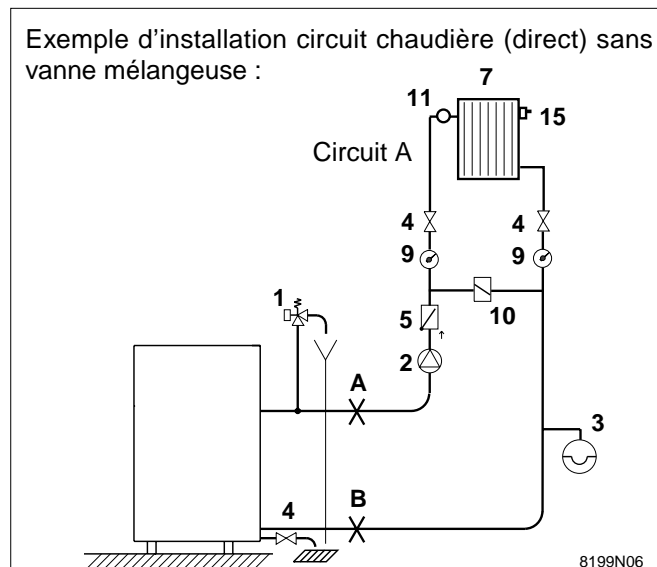 Exemple d'installation circuit chaudière (direct) sans
vanne mélangeuse :
7
11
15
Circuit A
4
4
9
9
1
5
10
2
A
3
B
4
8199N06